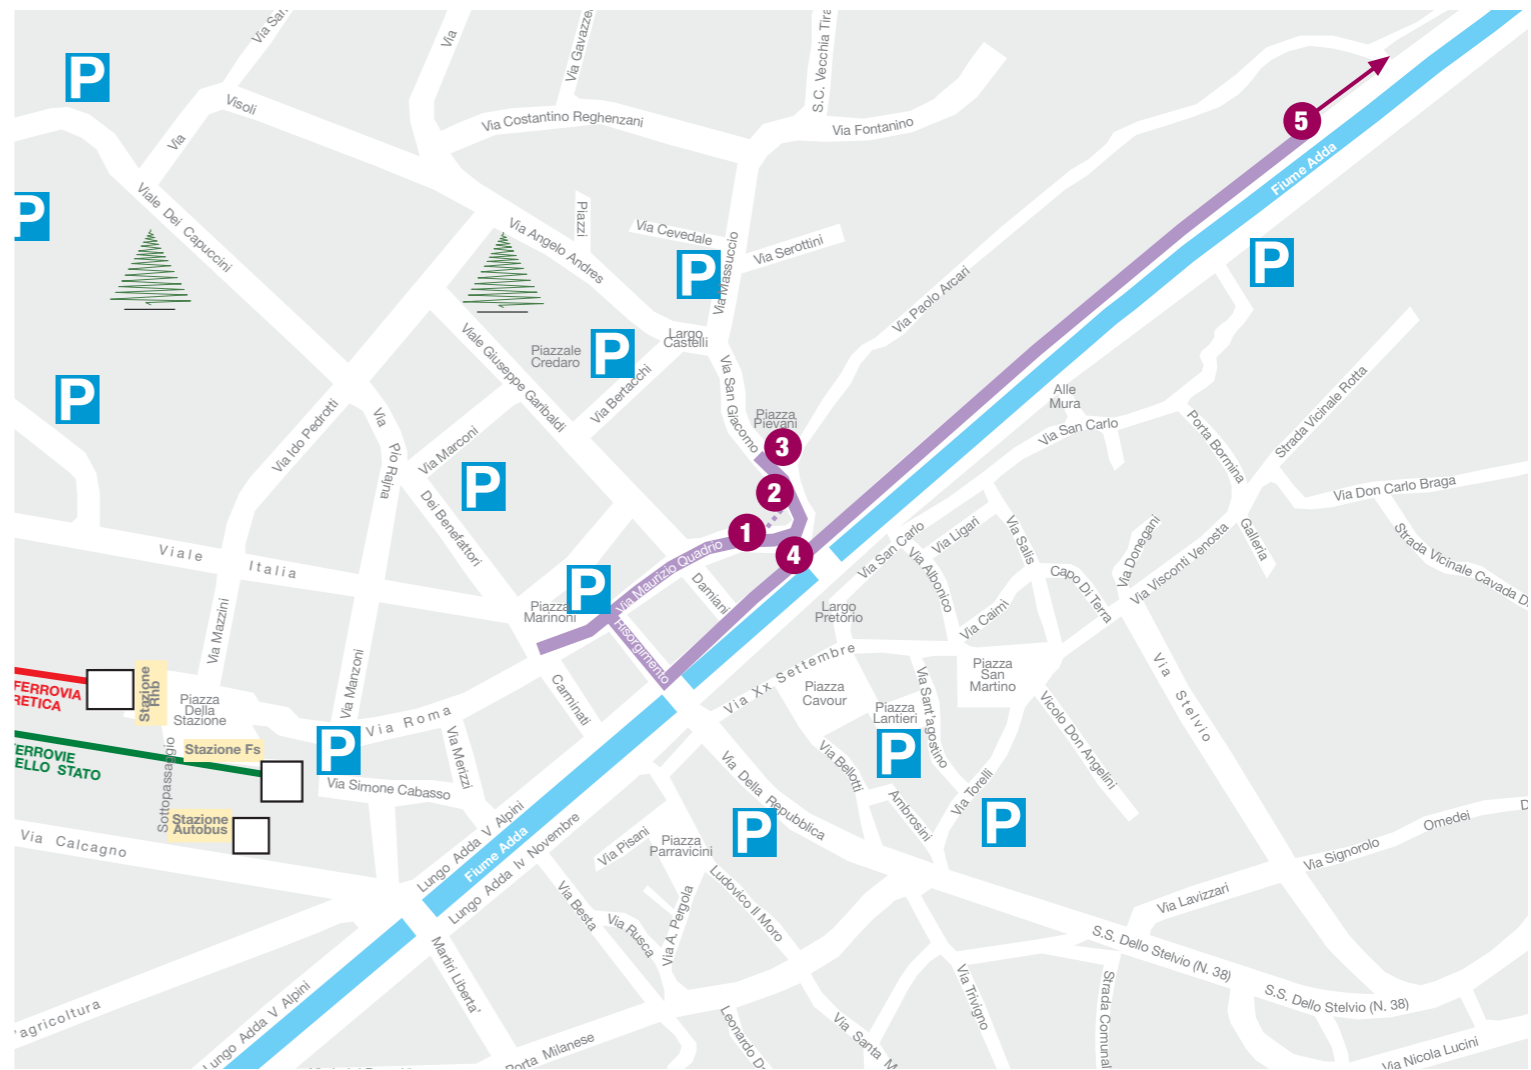 Via San
Via
Via Gavazze
S.C. Vecchia Tira
P
Visoli
Via
Via Costantino Reghenzani
Via Fontanino
5
Fiume Adda
Viale Dei Capuccini
P
Piazzi
Via Angelo Andres
Via Cevedale
Via Serottini
Via Massuccio
P
P
Via Paolo Arcari
Largo
Castelli
Piazzale
Credaro
P
Viale Giuseppe Garibaldi
Via Bertacchi
Via San Giacomo
P
Via Ido Pedrotti
Via Pio Rajna
Via Marconi
Piazza
Pievani
3
2
1
4
Alle
Mura
Via San Carlo
Porta Bormina
Strada Vicinale Rotta
Via Don Carlo Braga
Strada Vicinale Cavada D
P
Dei Benefattori
Viale Italia
Via Maurizio Quadrio
Damiani
Risorgimento
P
Piazza
Marinoni
Via San Carlo
Via Ligari
Via Salis
Via Albonico
Via Donegani
Via Visconti Venosta
Galleria
Capo Di Terra
Via Caimi
Largo
Pretorio
Via Mazzini
Via Manzoni
FERROVIA
RETICA
Stazione
Rhb
Piazza
Della
Stazione
Carminati
Via Roma
Via Xx Settembre
Piazza
Cavour
Piazza
San
Martino
Via Sant'agostino
Piazza
Lantieri
P
Vicolo Don Angelini
Via Stelvio
ERROVIE
ELLO STATO
Stazione Fs
Sottopassaggio
P
Via Merizzi
Via Simone Cabasso
Stazione
Autobus
Via Calcagno
Via Bellotti
Via Della Repubblica
Ambrosini
Via Torelli
P
P
Lungo Adda V Alpini
Fiume Adda
Lungo Adda Iv Novembre
Via Pisani
Piazza
Parravicini
Via Besta
Via Rusca
Via A. Pergola
Ludovico Il Moro
Omedei
Via Signorolo
Via Lavizzari
S.S. Dello Stelvio (N. 38)
S.S. Dello Stelvio (N. 38)
Martiri Liberta'
'agricoltura
Lungo Adda V Alpini
Porta Milanese
Leonardo D
Via Santa M
Via Trivigno
Strada Comunal
Via Nicola Lucini